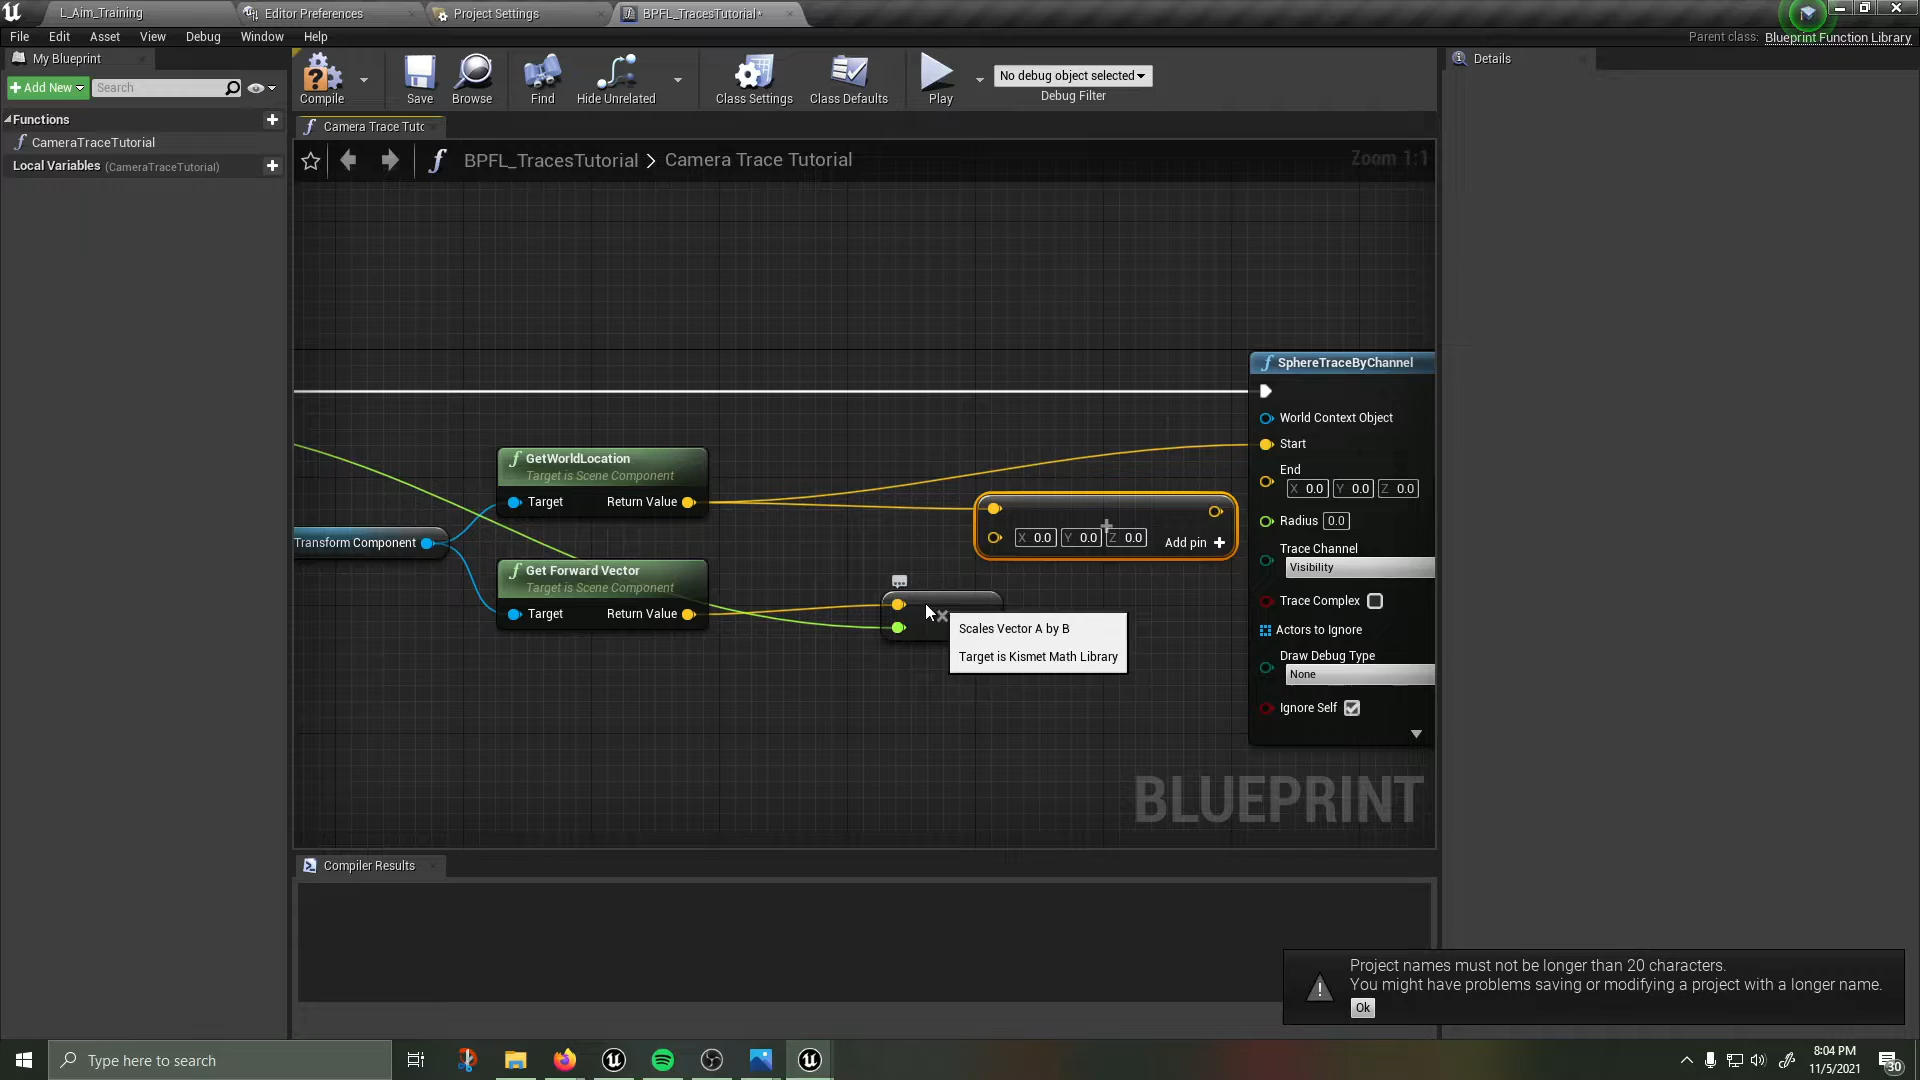 L_Aim_Training
Editor Preferences
Project Settings
BPFL_TracesTutorial*
File Edit Asset View Debug Window Help
Parent class: Blueprint Function Library
My Blueprint
Add New
Search
Functions
CameraTraceTutorial
Local Variables (CameraTraceTutorial)
Compile
Save
Browse
Find
Hide Unrelated
Class Settings
Class Defaults
Play
No debug object selected
Debug Filter
Details
Camera Trace Tuto
BPFL_TracesTutorial > Camera Trace Tutorial
Zoom 1:1
Transform Component
GetWorldLocation
Target is Scene Component
Target Return Value
Get Forward Vector
Target is Scene Component
Target Return Value
X 0.0 Y 0.0 Z 0.0
Add pin
Scales Vector A by B
Target is Kismet Math Library
SphereTraceByChannel
World Context Object
Start
End
X 0.0 Y 0.0 Z 0.0
Radius 0.0
Trace Channel
Visibility
Trace Complex
Actors to Ignore
Draw Debug Type
None
Ignore Self
BLUEPRINT
Compiler Results
Project names must not be longer than 20 characters.
You might have problems saving or modifying a project with a longer name.
Ok
Type here to search
8:04 PM
11/5/2021
30